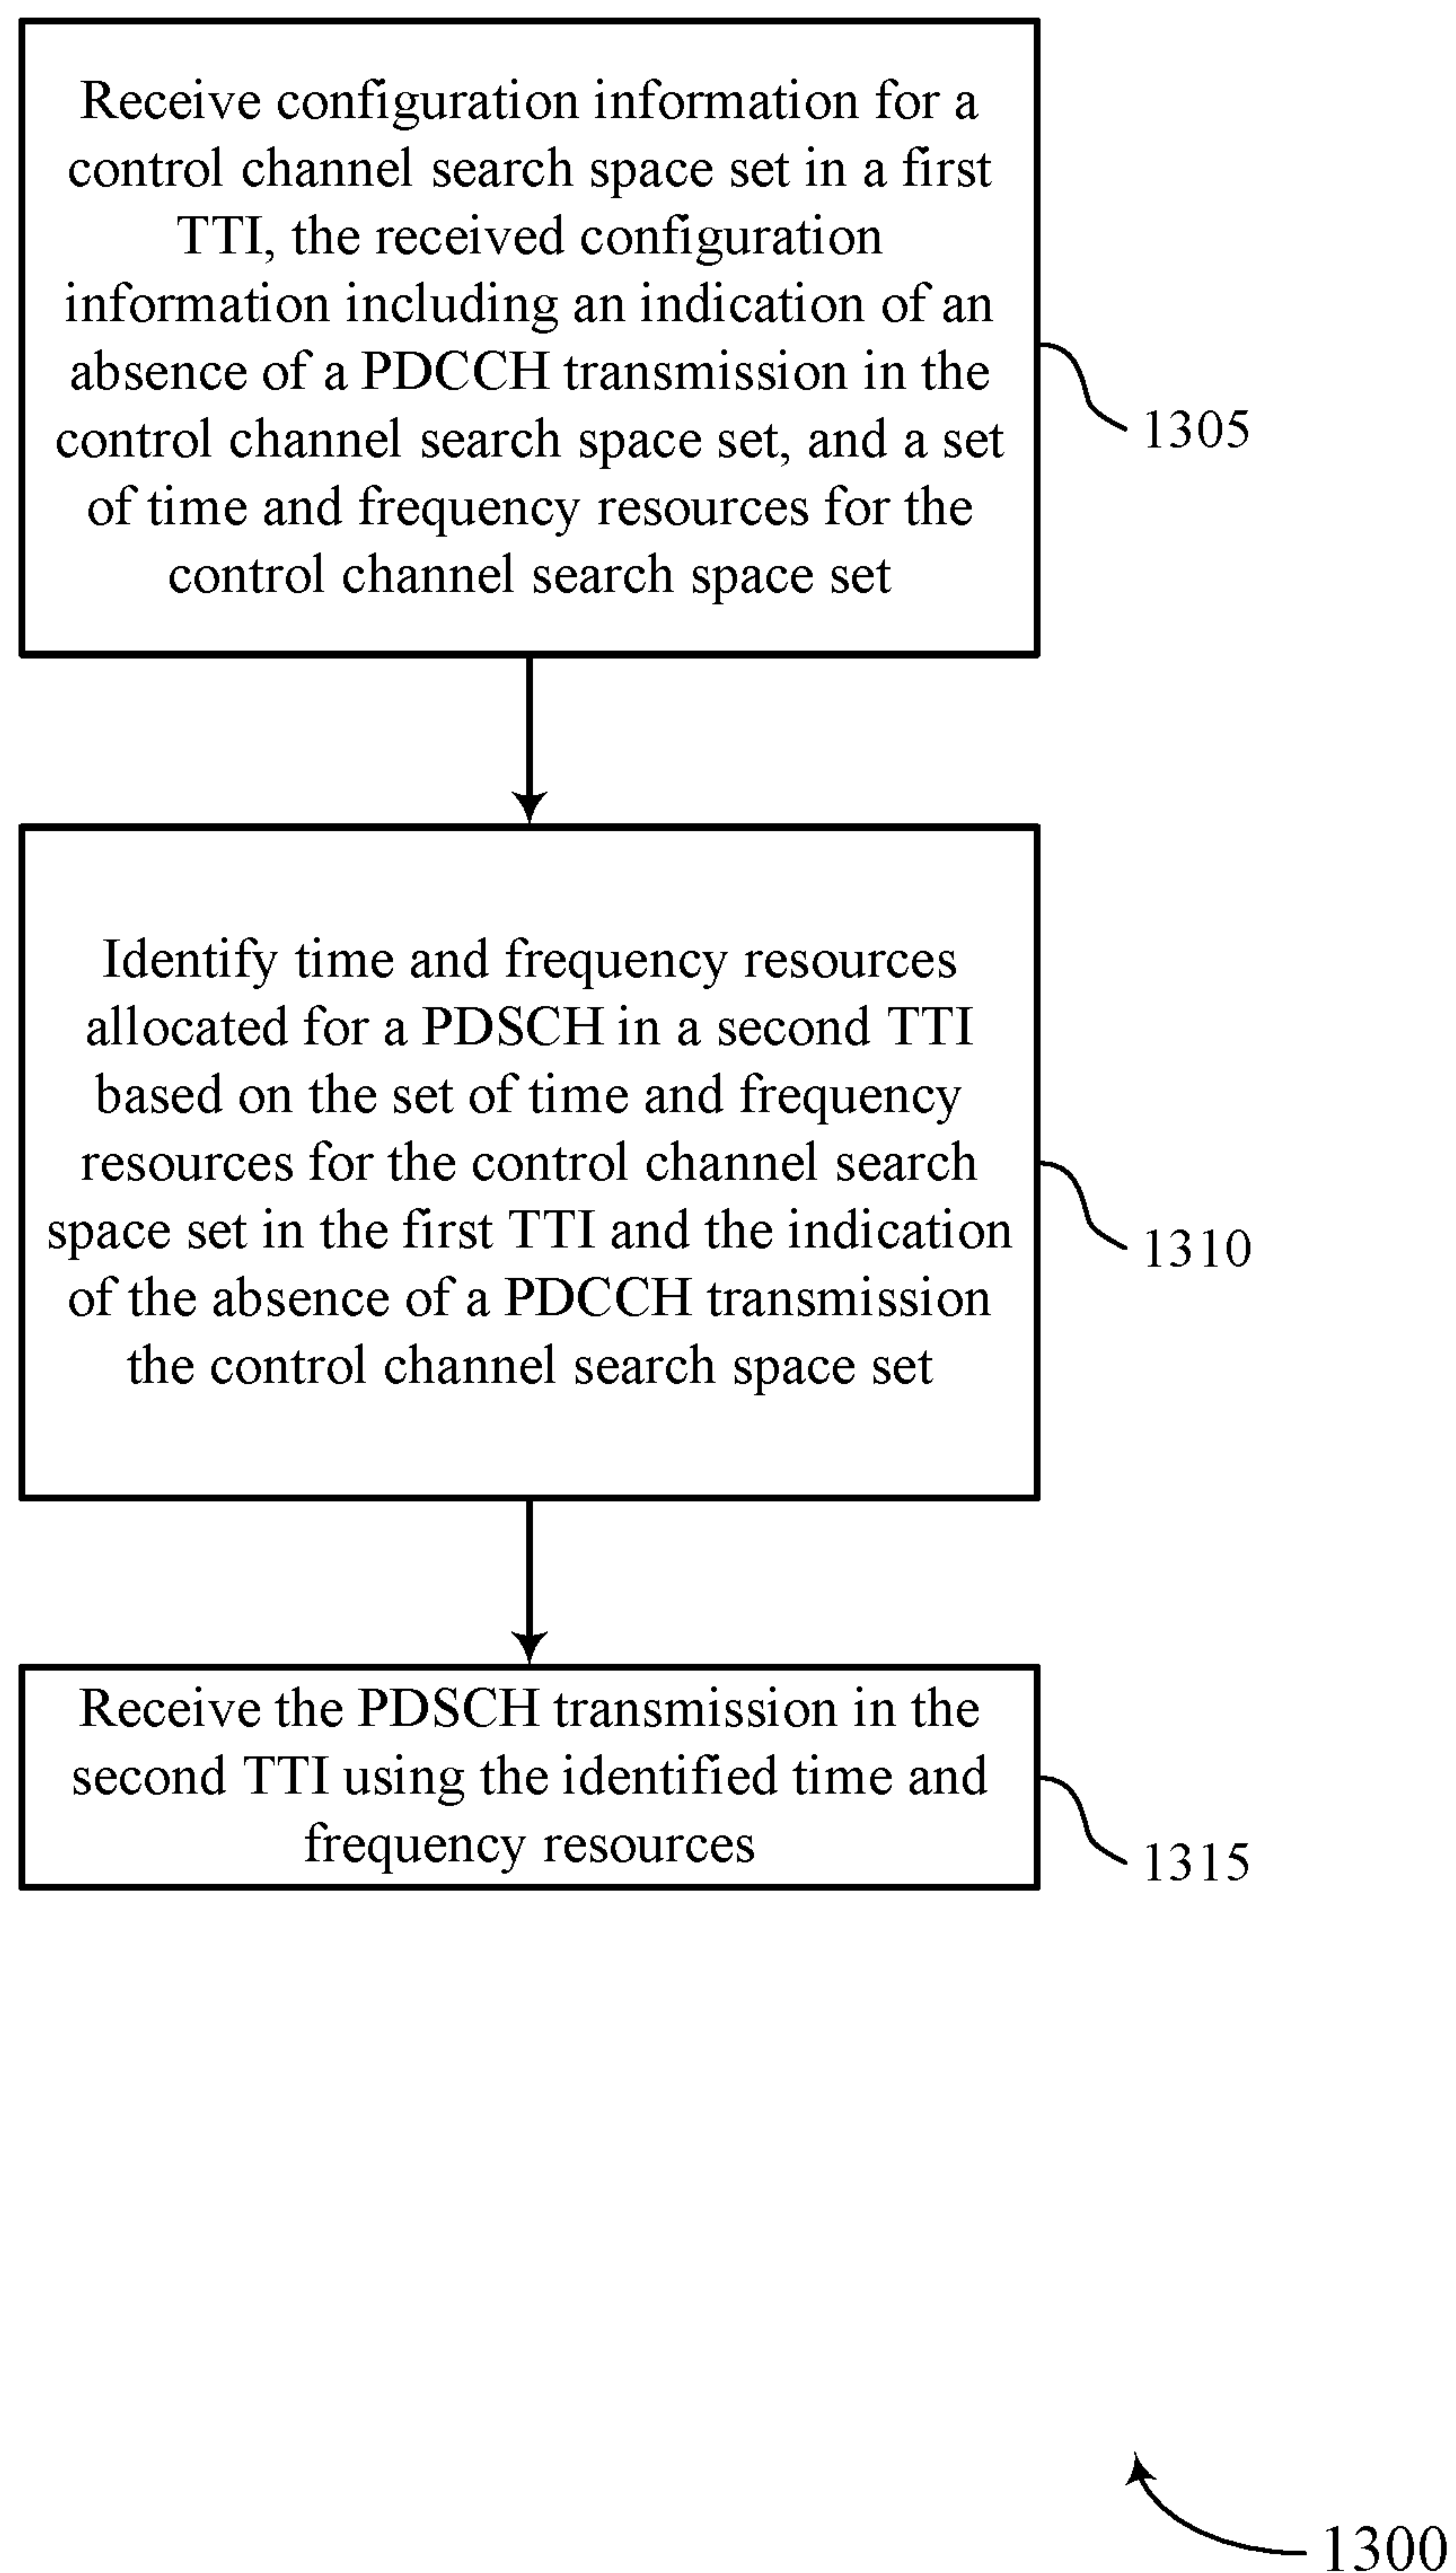 Receive configuration information for a
control channel search space set in a first
TTI, the received configuration
information including an indication of an
absence of a PDCCH transmission in the
control channel search space set, and a set
of time and frequency resources for the
control channel search space set
1305
Identify time and frequency resources
allocated for a PDSCH in a second TTI
based on the set of time and frequency
resources for the control channel search
space set in the first TTI and the indication
of the absence of a PDCCH transmission
the control channel search space set
1310
Receive the PDSCH transmission in the
second TTI using the identified time and
frequency resources
1315
1300